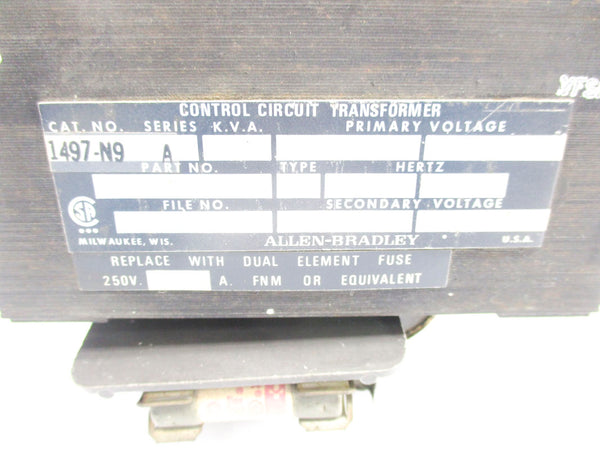 CONTROL CIRCUIT TRANSFORMER
CAT. NO. SERIES K.V.A. PRIMARY VOLTAGE
1497-N9 A
PART NO. TYPE HERTZ
FILE NO. SECONDARY VOLTAGE
MILWAUKEE, WIS. ALLEN-BRADLEY U.S.A.
REPLACE WITH DUAL ELEMENT FUSE
250V. A. FNM OR EQUIVALENT